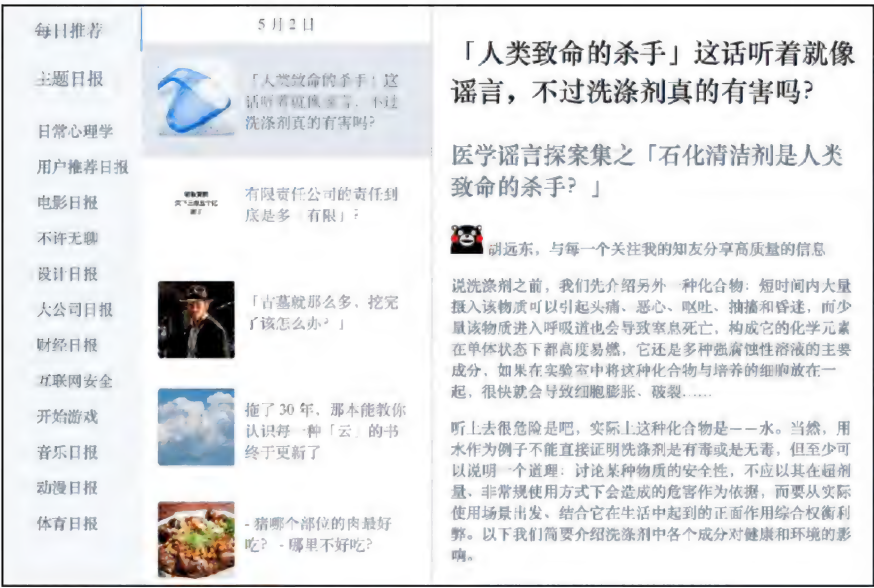 每日推荐
主题日报
日常心理学
用户推荐日报
电影日报
不许无聊
设计日报
大公司日报
财经日报
互联网安全
开始游戏
音乐日报
动漫日报
体育日报
5月2日
「人类致命的杀手」这
话听着就像谣言，不过
洗涤剂真的有害吗?
有限责任公司的责任到
底是多「有限」?
「古墓就那么多，挖完
了该怎么办? 」
拖了 30 年，那本能教你
认识每一种「云」的书
终于更新了
- 猪哪个部位的肉最好
吃? - 哪里不好吃?
「人类致命的杀手」这话听着就像
谣言，不过洗涤剂真的有害吗?
医学谣言探案集之「石化清洁剂是人类
致命的杀手? 」
胡远东，与每一个关注我的知友分享高质量的信息
说洗涤剂之前，我们先介绍另外一种化合物: 短时间内大量
摄入该物质可以引起头痛、恶心、呕吐、抽搐和昏迷，而少
量该物质进入呼吸道也会导致窒息死亡，构成它的化学元素
在单体状态下都高度易燃，它还是多种强腐蚀性溶液的主要
成分，如果在实验室中将这种化合物与培养的细胞放在一
起，很快就会导致细胞膨胀、破裂……
听上去很危险是吧，实际上这种化合物是——水。当然，用
水作为例子不能直接证明洗涤剂是有毒或是无毒，但至少可
以说明一个道理: 讨论某种物质的安全性，不应以其在超剂
量、非常规使用方式下会造成的危害作为依据，而要从实际
使用场景出发、结合它在生活中起到的正面作用综合权衡利
弊。以下我们简要介绍洗涤剂中各个成分对健康和环境的影
响。